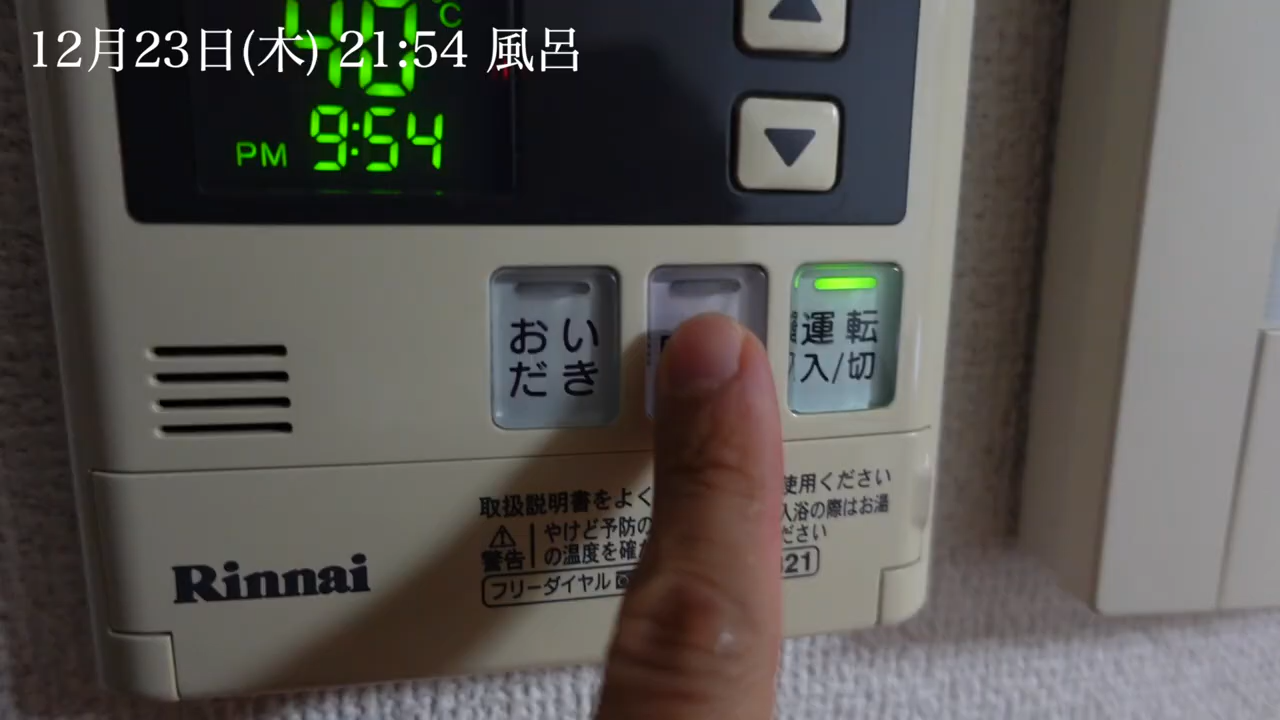 12月23日(木) 21:54 風呂
40℃
PM 9:54
おい
だき
運転
入/切
取扱説明書をよく
使用ください
警告
やけど予防の
入浴の際はお湯
の温度を確
ださい
フリーダイヤル
21
Rinnai